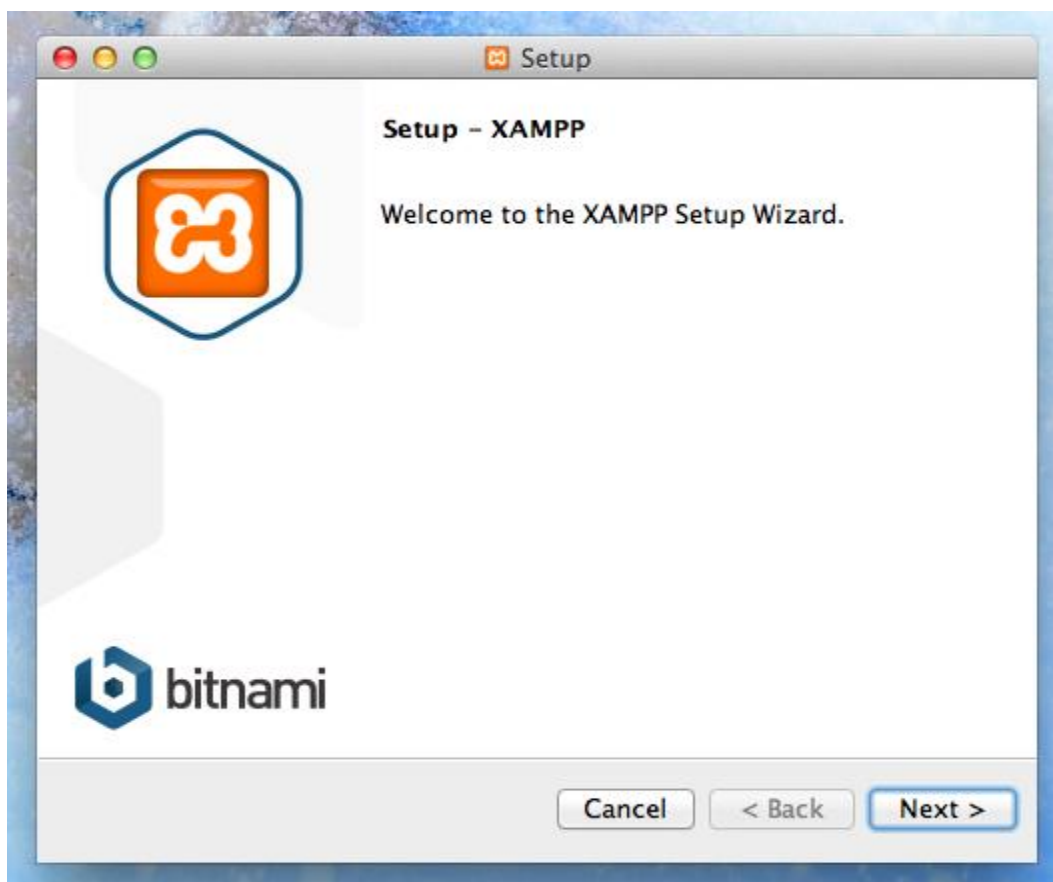 Setup
Setup – XAMPP
Welcome to the XAMPP Setup Wizard.
bitnami
Cancel
< Back
Next >